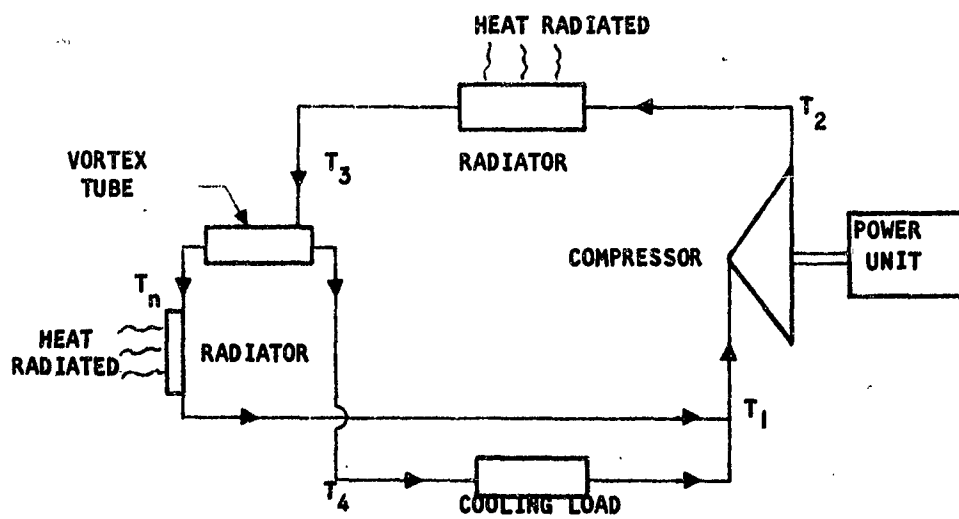 HEAT RADIATED
T2
RADIATOR
VORTEX
TUBE
T3
COMPRESSOR
POWER
UNIT
Tn
HEAT
RADIATED
RADIATOR
T1
T4
COOLING LOAD